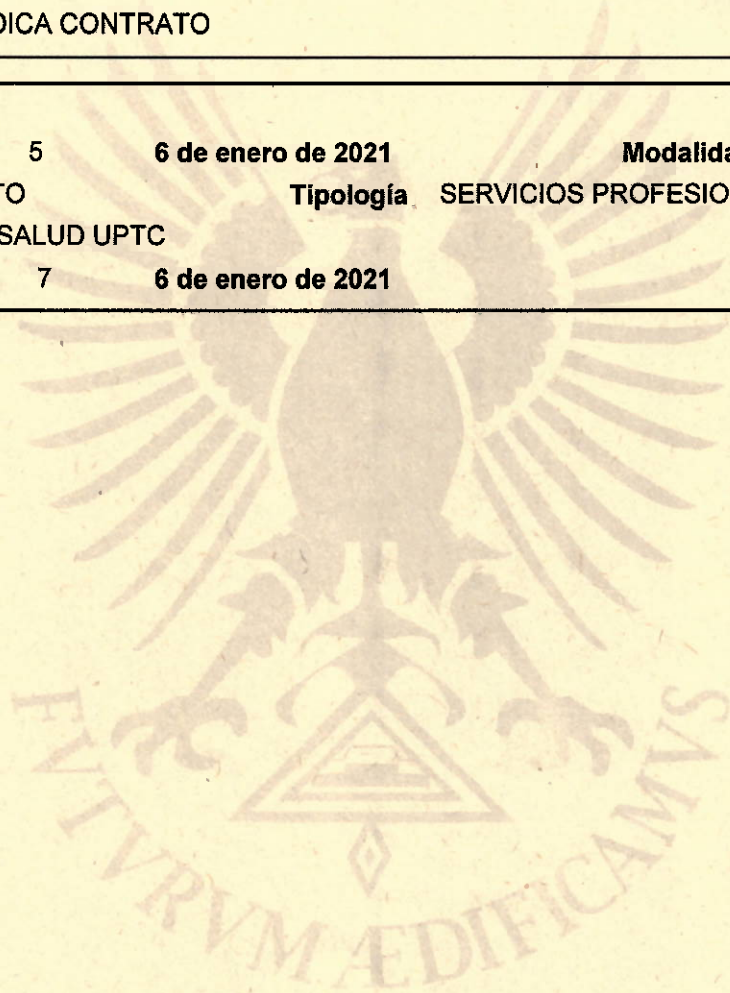 DICA CONTRATO
5 6 de enero de 2021 Modalida
TO Tipología SERVICIOS PROFESIO
SALUD UPTC
7 6 de enero de 2021
FVTVRVM ÆDIFICAMVS